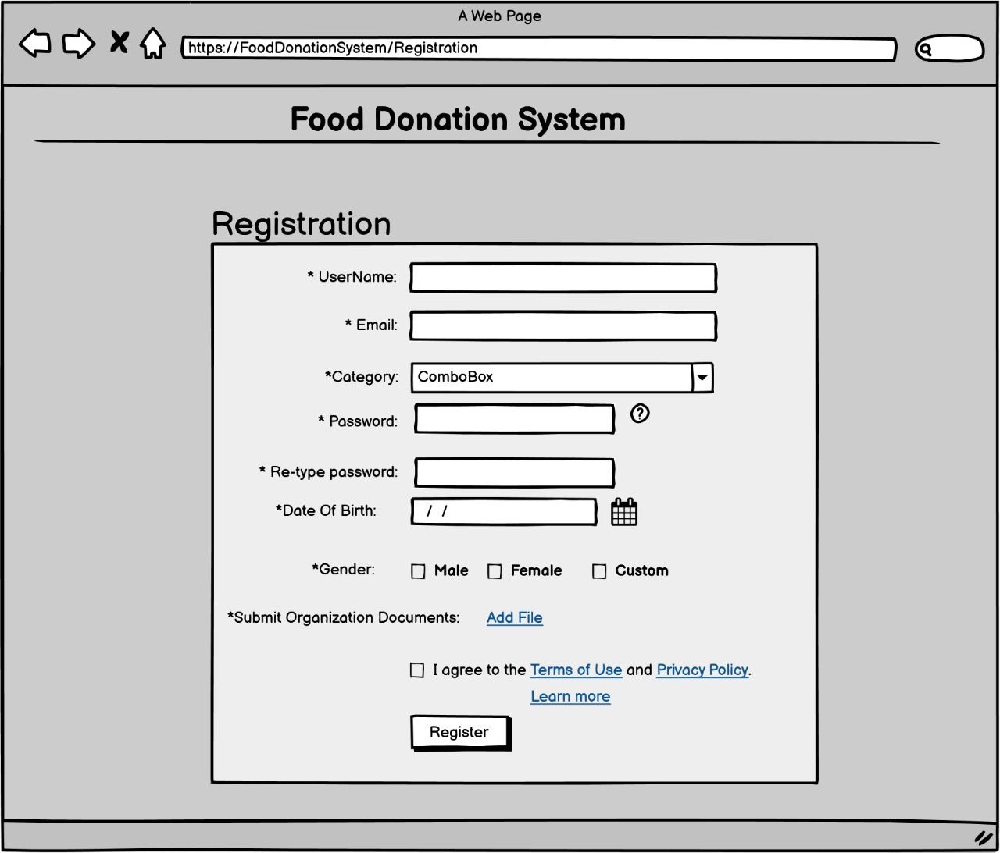 A Web Page
https://FoodDonationSystem/Registration
Food Donation System
Registration
* UserName:
* Email:
*Category: ComboBox
* Password: ?
* Re-type password:
*Date Of Birth: / /
*Gender: Male Female Custom
*Submit Organization Documents: Add File
I agree to the Terms of Use and Privacy Policy.
Learn more
Register